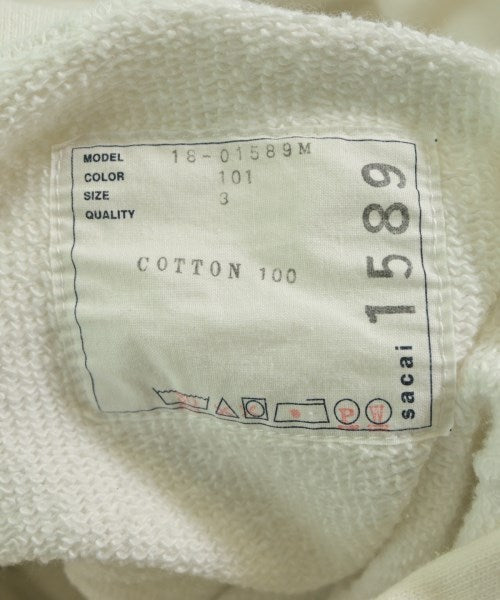 MODEL 18-01589M
COLOR 101
SIZE 3
QUALITY
COTTON 100
P W
sacai 1589